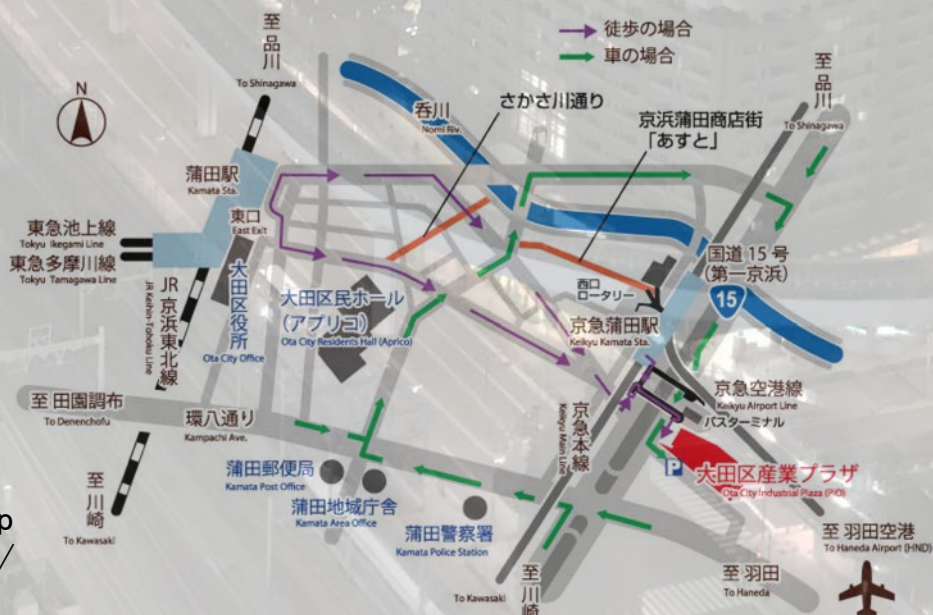 徒歩の場合
車の場合
至品川
To Shinagawa
N
呑川
Nomi Riv.
さかさ川通り
京浜蒲田商店街
「あすと」
至品川
To Shinagawa
蒲田駅
Kamata Sta.
東口
East Exit
東急池上線
Tokyu Ikegami Line
東急多摩川線
Tokyu Tamagawa Line
JR京浜東北線
JR Keihin-Tohoku Line
大田区役所
Ota City Office
大田区民ホール
（アプリコ）
Ota City Residents Hall (Aprico)
国道15号
（第一京浜）
15
西口
ロータリー
京急蒲田駅
Keikyu Kamata Sta.
京急空港線
Keikyu Airport Line
バスターミナル
京急本線
Keikyu Main Line
至 田園調布
To Denenchofu
環八通り
Kampachi Ave.
P
大田区産業プラザ
Ota City Industrial Plaza (PiO)
蒲田郵便局
Kamata Post Office
蒲田地域庁舎
Kamata Area Office
蒲田警察署
Kamata Police Station
至川崎
To Kawasaki
p
/
至川崎
To Kawasaki
至 羽田
To Haneda
至 羽田空港
To Haneda Airport (HND)